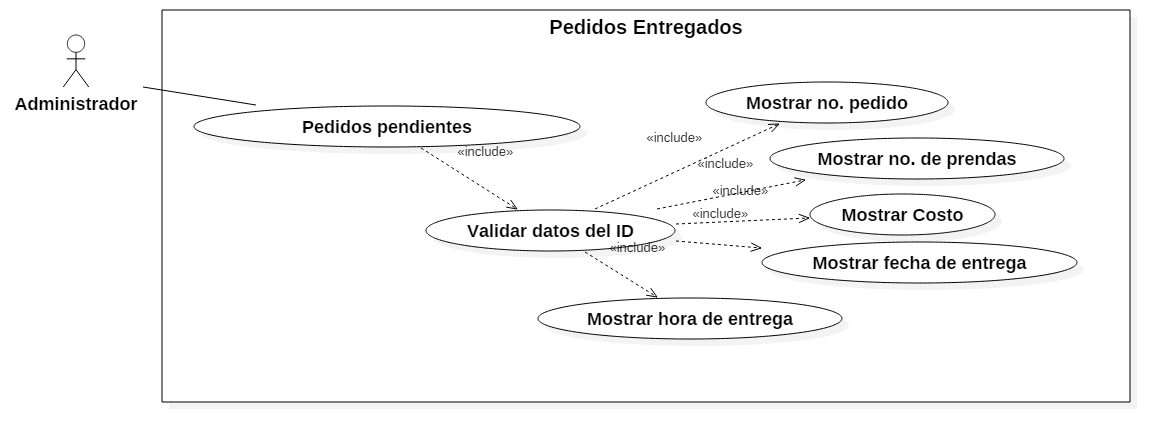 Pedidos Entregados
Administrador
Mostrar no. pedido
Pedidos pendientes
«include»
«include»
Mostrar no. de prendas
«include»
«include»
«include»
Mostrar Costo
Validar datos del ID
«include»
Mostrar fecha de entrega
Mostrar hora de entrega